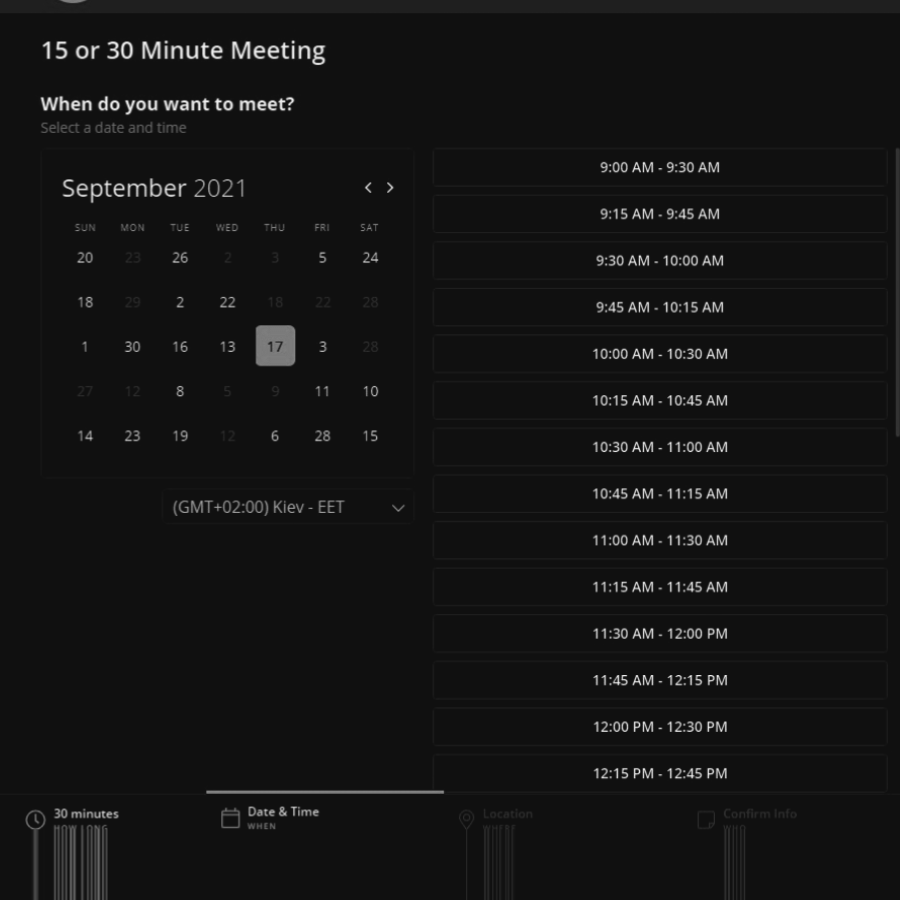 15 or 30 Minute Meeting
When do you want to meet?
Select a date and time
September 2021
SUN MON TUE WED THU FRI SAT
20 23 26 2 3 5 24
18 29 2 22 18 22 28
1 30 16 13 17 3 28
27 12 8 5 9 11 10
14 23 19 12 6 28 15
(GMT+02:00) Kiev - EET
9:00 AM - 9:30 AM
9:15 AM - 9:45 AM
9:30 AM - 10:00 AM
9:45 AM - 10:15 AM
10:00 AM - 10:30 AM
10:15 AM - 10:45 AM
10:30 AM - 11:00 AM
10:45 AM - 11:15 AM
11:00 AM - 11:30 AM
11:15 AM - 11:45 AM
11:30 AM - 12:00 PM
11:45 AM - 12:15 PM
12:00 PM - 12:30 PM
12:15 PM - 12:45 PM
30 minutes
HOW LONG
Date & Time
WHEN
Location
WHERE
Confirm Info
WHO